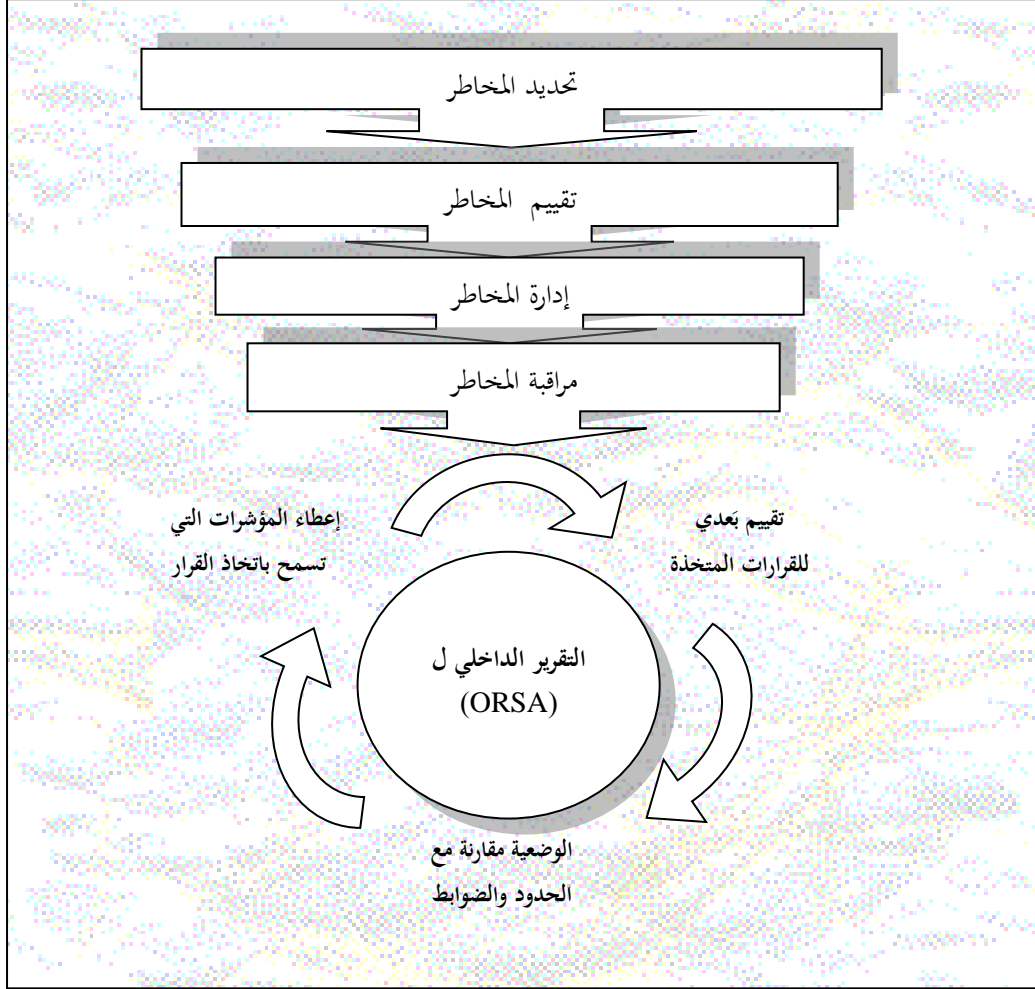 تحديد المخاطر
تقييم المخاطر
إدارة المخاطر
مراقبة المخاطر
تقييم بَعدي
للقرارات المتخذة
إعطاء المؤشرات التي
تسمح باتخاذ القرار
التقرير الداخلي ل
(ORSA)
الوضعية مقارنة مع
الحدود والضوابط